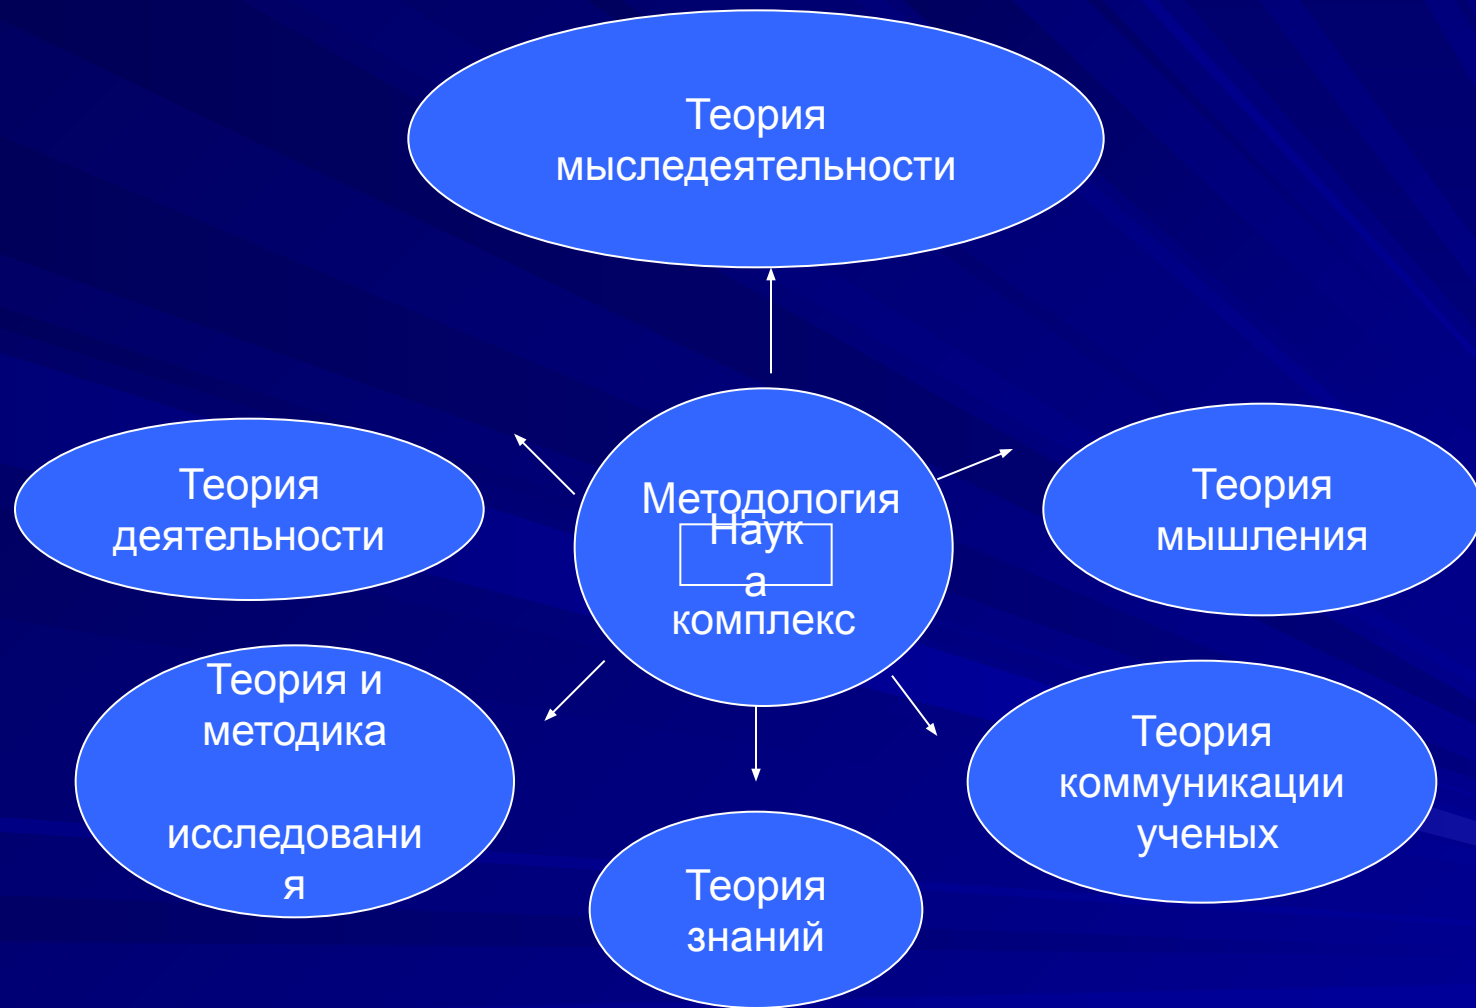 Теория
мыследеятельности
Теория
деятельности
Методология
Наук
а
комплекс
Теория
мышления
Теория и
методика
исследовани
я
Теория
коммуникации
ученых
Теория
знаний